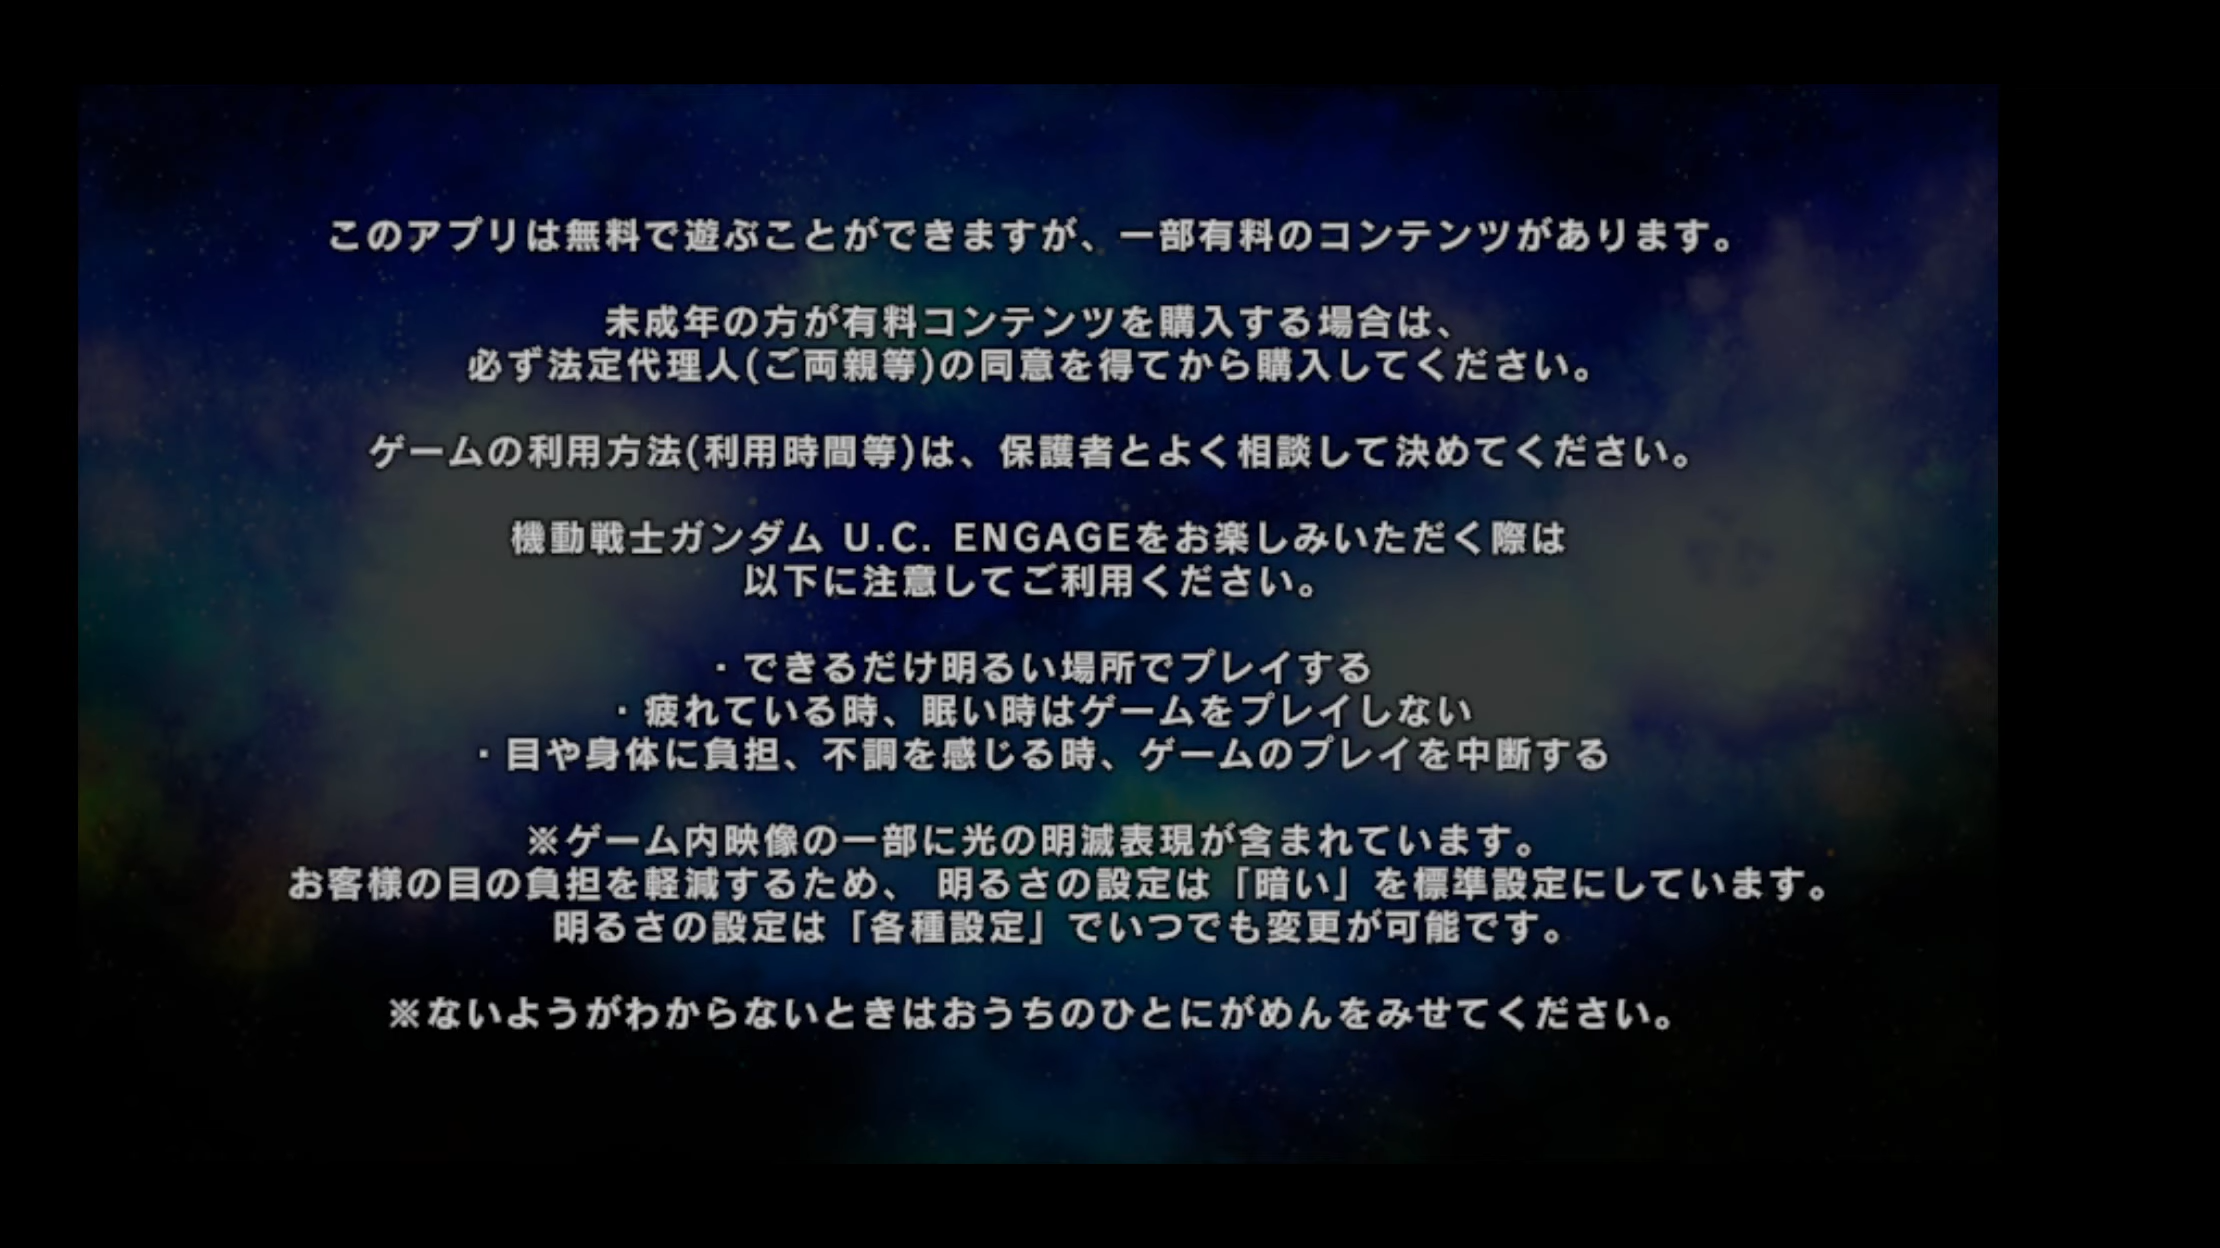 このアプリは無料で遊ぶことができますが、一部有料のコンテンツがあります。
未成年の方が有料コンテンツを購入する場合は、
必ず法定代理人(ご両親等)の同意を得てから購入してください。
ゲームの利用方法(利用時間等)は、保護者とよく相談して決めてください。
機動戦士ガンダム U.C. ENGAGEをお楽しみいただく際は
以下に注意してご利用ください。
・できるだけ明るい場所でプレイする
・疲れている時、眠い時はゲームをプレイしない
・目や身体に負担、不調を感じる時、ゲームのプレイを中断する
※ゲーム内映像の一部に光の明滅表現が含まれています。
お客様の目の負担を軽減するため、 明るさの設定は「暗い」を標準設定にしています。
明るさの設定は「各種設定」でいつでも変更が可能です。
※ないようがわからないときはおうちのひとにがめんをみせてください。